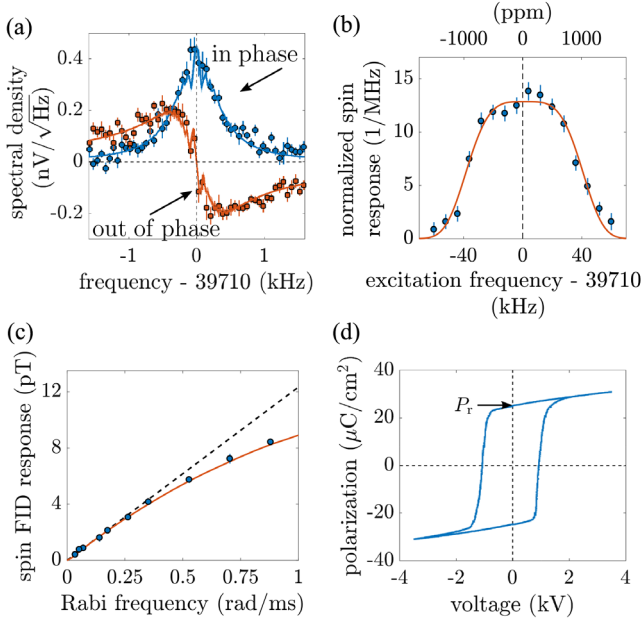 (a)
in phase
out of phase
spectral density
(nV/√Hz)
0.4
0.2
0
-0.2
-1
0
1
frequency - 39710 (kHz)
(b)
(ppm)
-1000
0
1000
normalized spin
response (1/MHz)
15
10
5
0
-40
0
40
excitation frequency - 39710
(kHz)
(c)
spin FID response (pT)
12
8
4
0
0
0.25
0.5
0.75
1
Rabi frequency (rad/ms)
(d)
polarization (μC/cm²)
40
20
0
-20
-40
Pr
-4
-2
0
2
4
voltage (kV)